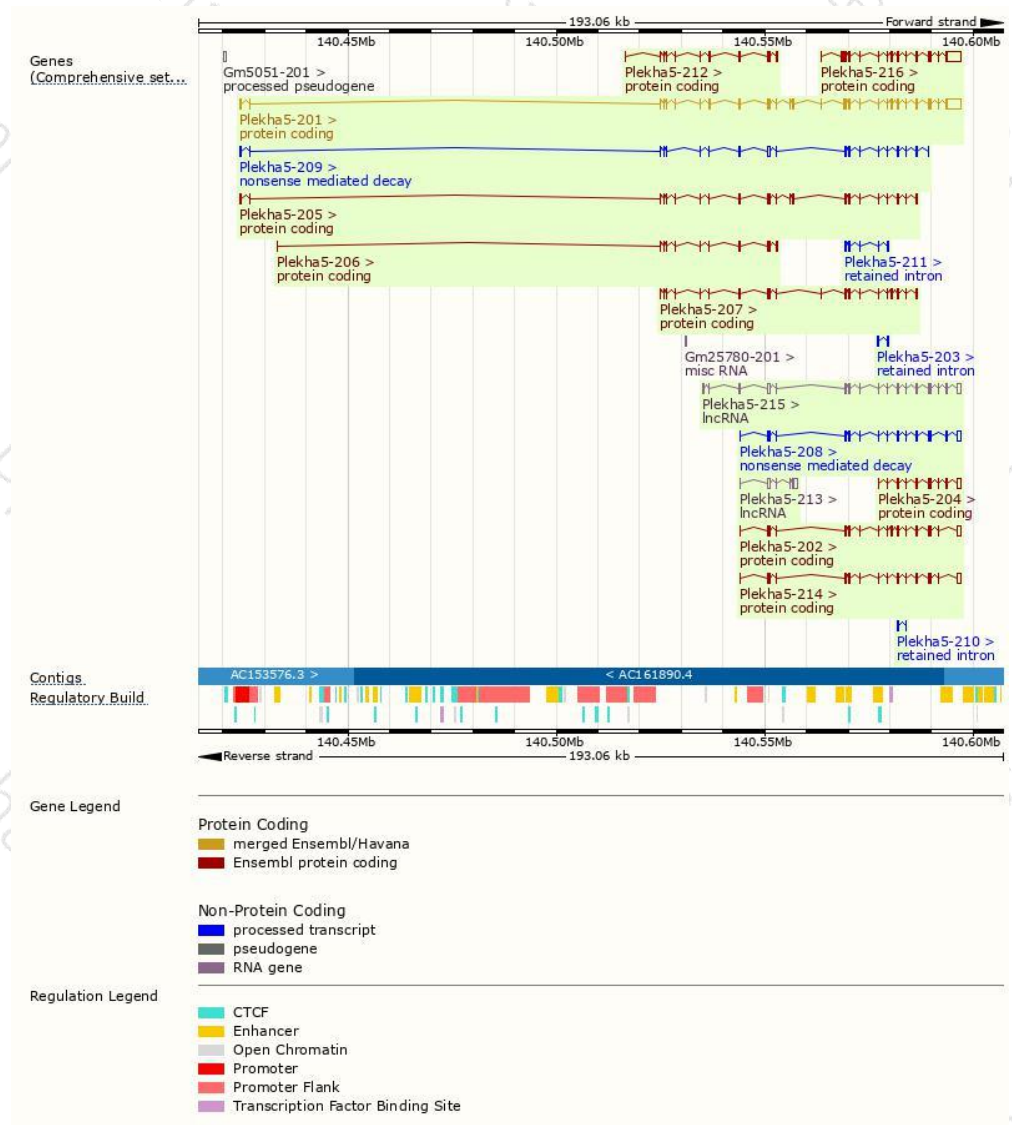 193.06 kb Forward strand
140.45Mb 140.50Mb 140.55Mb 140.60Mb
Genes
(Comprehensive set...
Gm5051-201 >
processed pseudogene
Plekha5-212 >
protein coding
Plekha5-216 >
protein coding
Plekha5-201 >
protein coding
Plekha5-209 >
nonsense mediated decay
Plekha5-205 >
protein coding
Plekha5-206 >
protein coding
Plekha5-211 >
retained intron
Plekha5-207 >
protein coding
Gm25780-201 >
misc RNA
Plekha5-203 >
retained intron
Plekha5-215 >
lncRNA
Plekha5-208 >
nonsense mediated decay
Plekha5-213 >
lncRNA
Plekha5-204 >
protein coding
Plekha5-202 >
protein coding
Plekha5-214 >
protein coding
Plekha5-210 >
retained intron
Contigs
AC153576.3 > < AC161890.4
Regulatory Build
140.45Mb 140.50Mb 140.55Mb 140.60Mb
Reverse strand 193.06 kb
Gene Legend
Protein Coding
merged Ensembl/Havana
Ensembl protein coding
Non-Protein Coding
processed transcript
pseudogene
RNA gene
Regulation Legend
CTCF
Enhancer
Open Chromatin
Promoter
Promoter Flank
Transcription Factor Binding Site